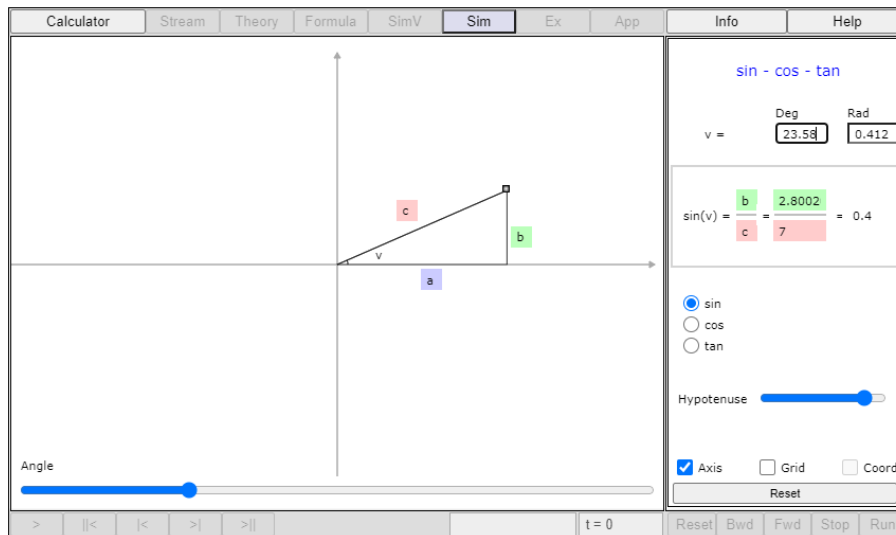 Calculator Stream Theory Formula SimV Sim Ex App Info Help
sin - cos - tan
Deg Rad
v = 23.58 0.412
c
b
v
a
sin(v) = b / c = 2.8002 / 7 = 0.4
sin
cos
tan
Hypotenuse
Angle
Axis Grid Coord
Reset
> ||< |< >| >|| t = 0 Reset Bwd Fwd Stop Run